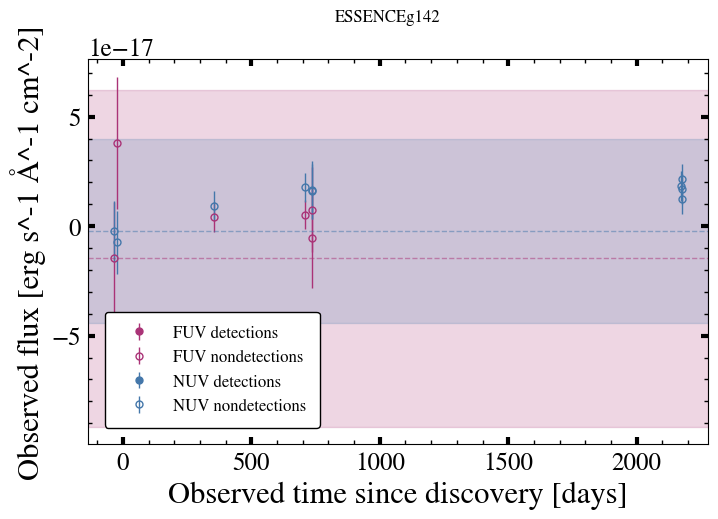 ESSENCEg142
1e−17
Observed flux [erg s^-1 Å^-1 cm^-2]
5
0
−5
FUV detections
FUV nondetections
NUV detections
NUV nondetections
0 500 1000 1500 2000
Observed time since discovery [days]